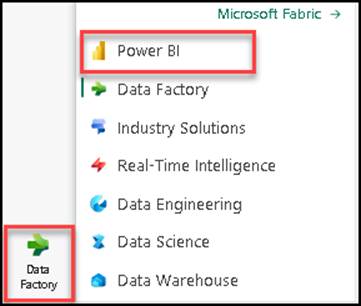 Microsoft Fabric →
Power BI
Data Factory
Industry Solutions
Real-Time Intelligence
Data Engineering
Data Science
Data Warehouse
Data
Factory